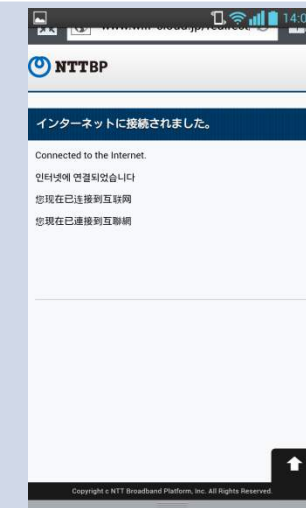 14:0
NTTBP
インターネットに接続されました。
Connected to the Internet.
인터넷에 연결되었습니다
您现在已连接到互联网
您現在已連接到互聯網
Copyright c NTT Broadband Platform, Inc. All Rights Reserved.